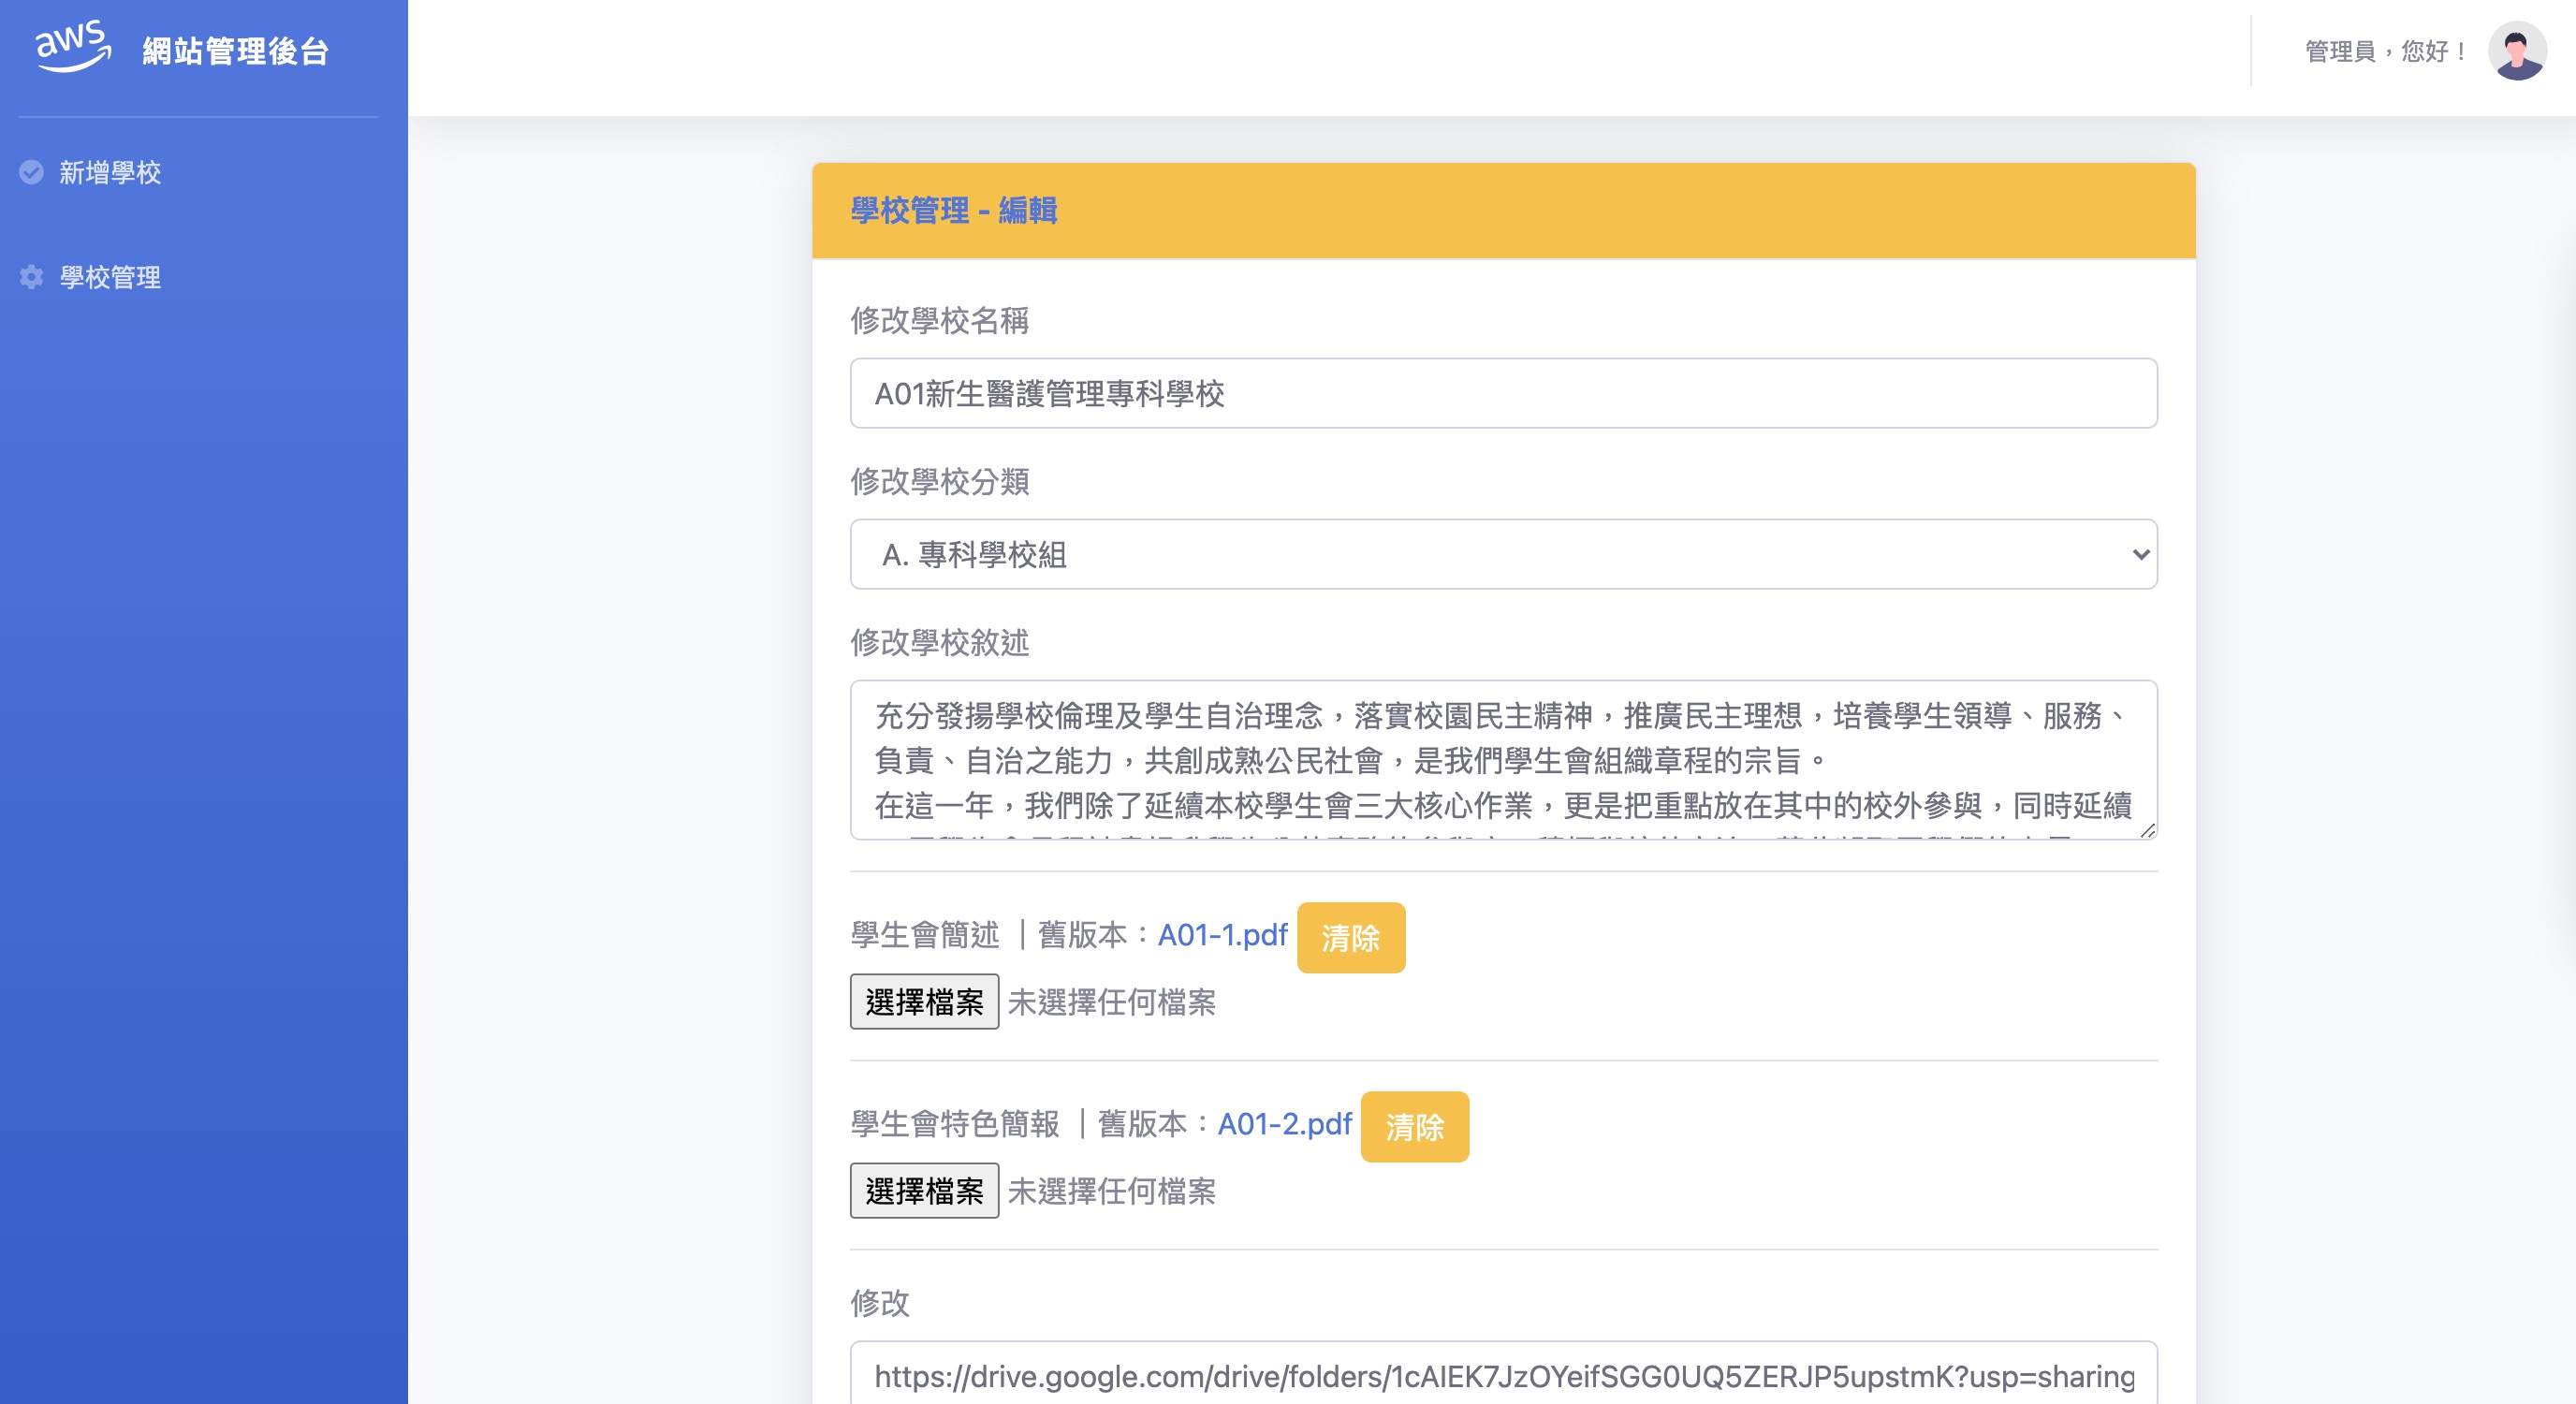 aws 網站管理後台
管理員，您好！
新增學校
學校管理
學校管理 - 編輯
修改學校名稱
A01新生醫護管理專科學校
修改學校分類
A. 專科學校組
修改學校敘述
充分發揚學校倫理及學生自治理念，落實校園民主精神，推廣民主理想，培養學生領導、服務、
負責、自治之能力，共創成熟公民社會，是我們學生會組織章程的宗旨。
在這一年，我們除了延續本校學生會三大核心作業，更是把重點放在其中的校外參與，同時延續
學生會簡述 ｜舊版本：A01-1.pdf 清除
選擇檔案 未選擇任何檔案
學生會特色簡報 ｜舊版本：A01-2.pdf 清除
選擇檔案 未選擇任何檔案
修改
https://drive.google.com/drive/folders/1cAIEK7JzOYeifSGG0UQ5ZERJP5upstmK?usp=sharing